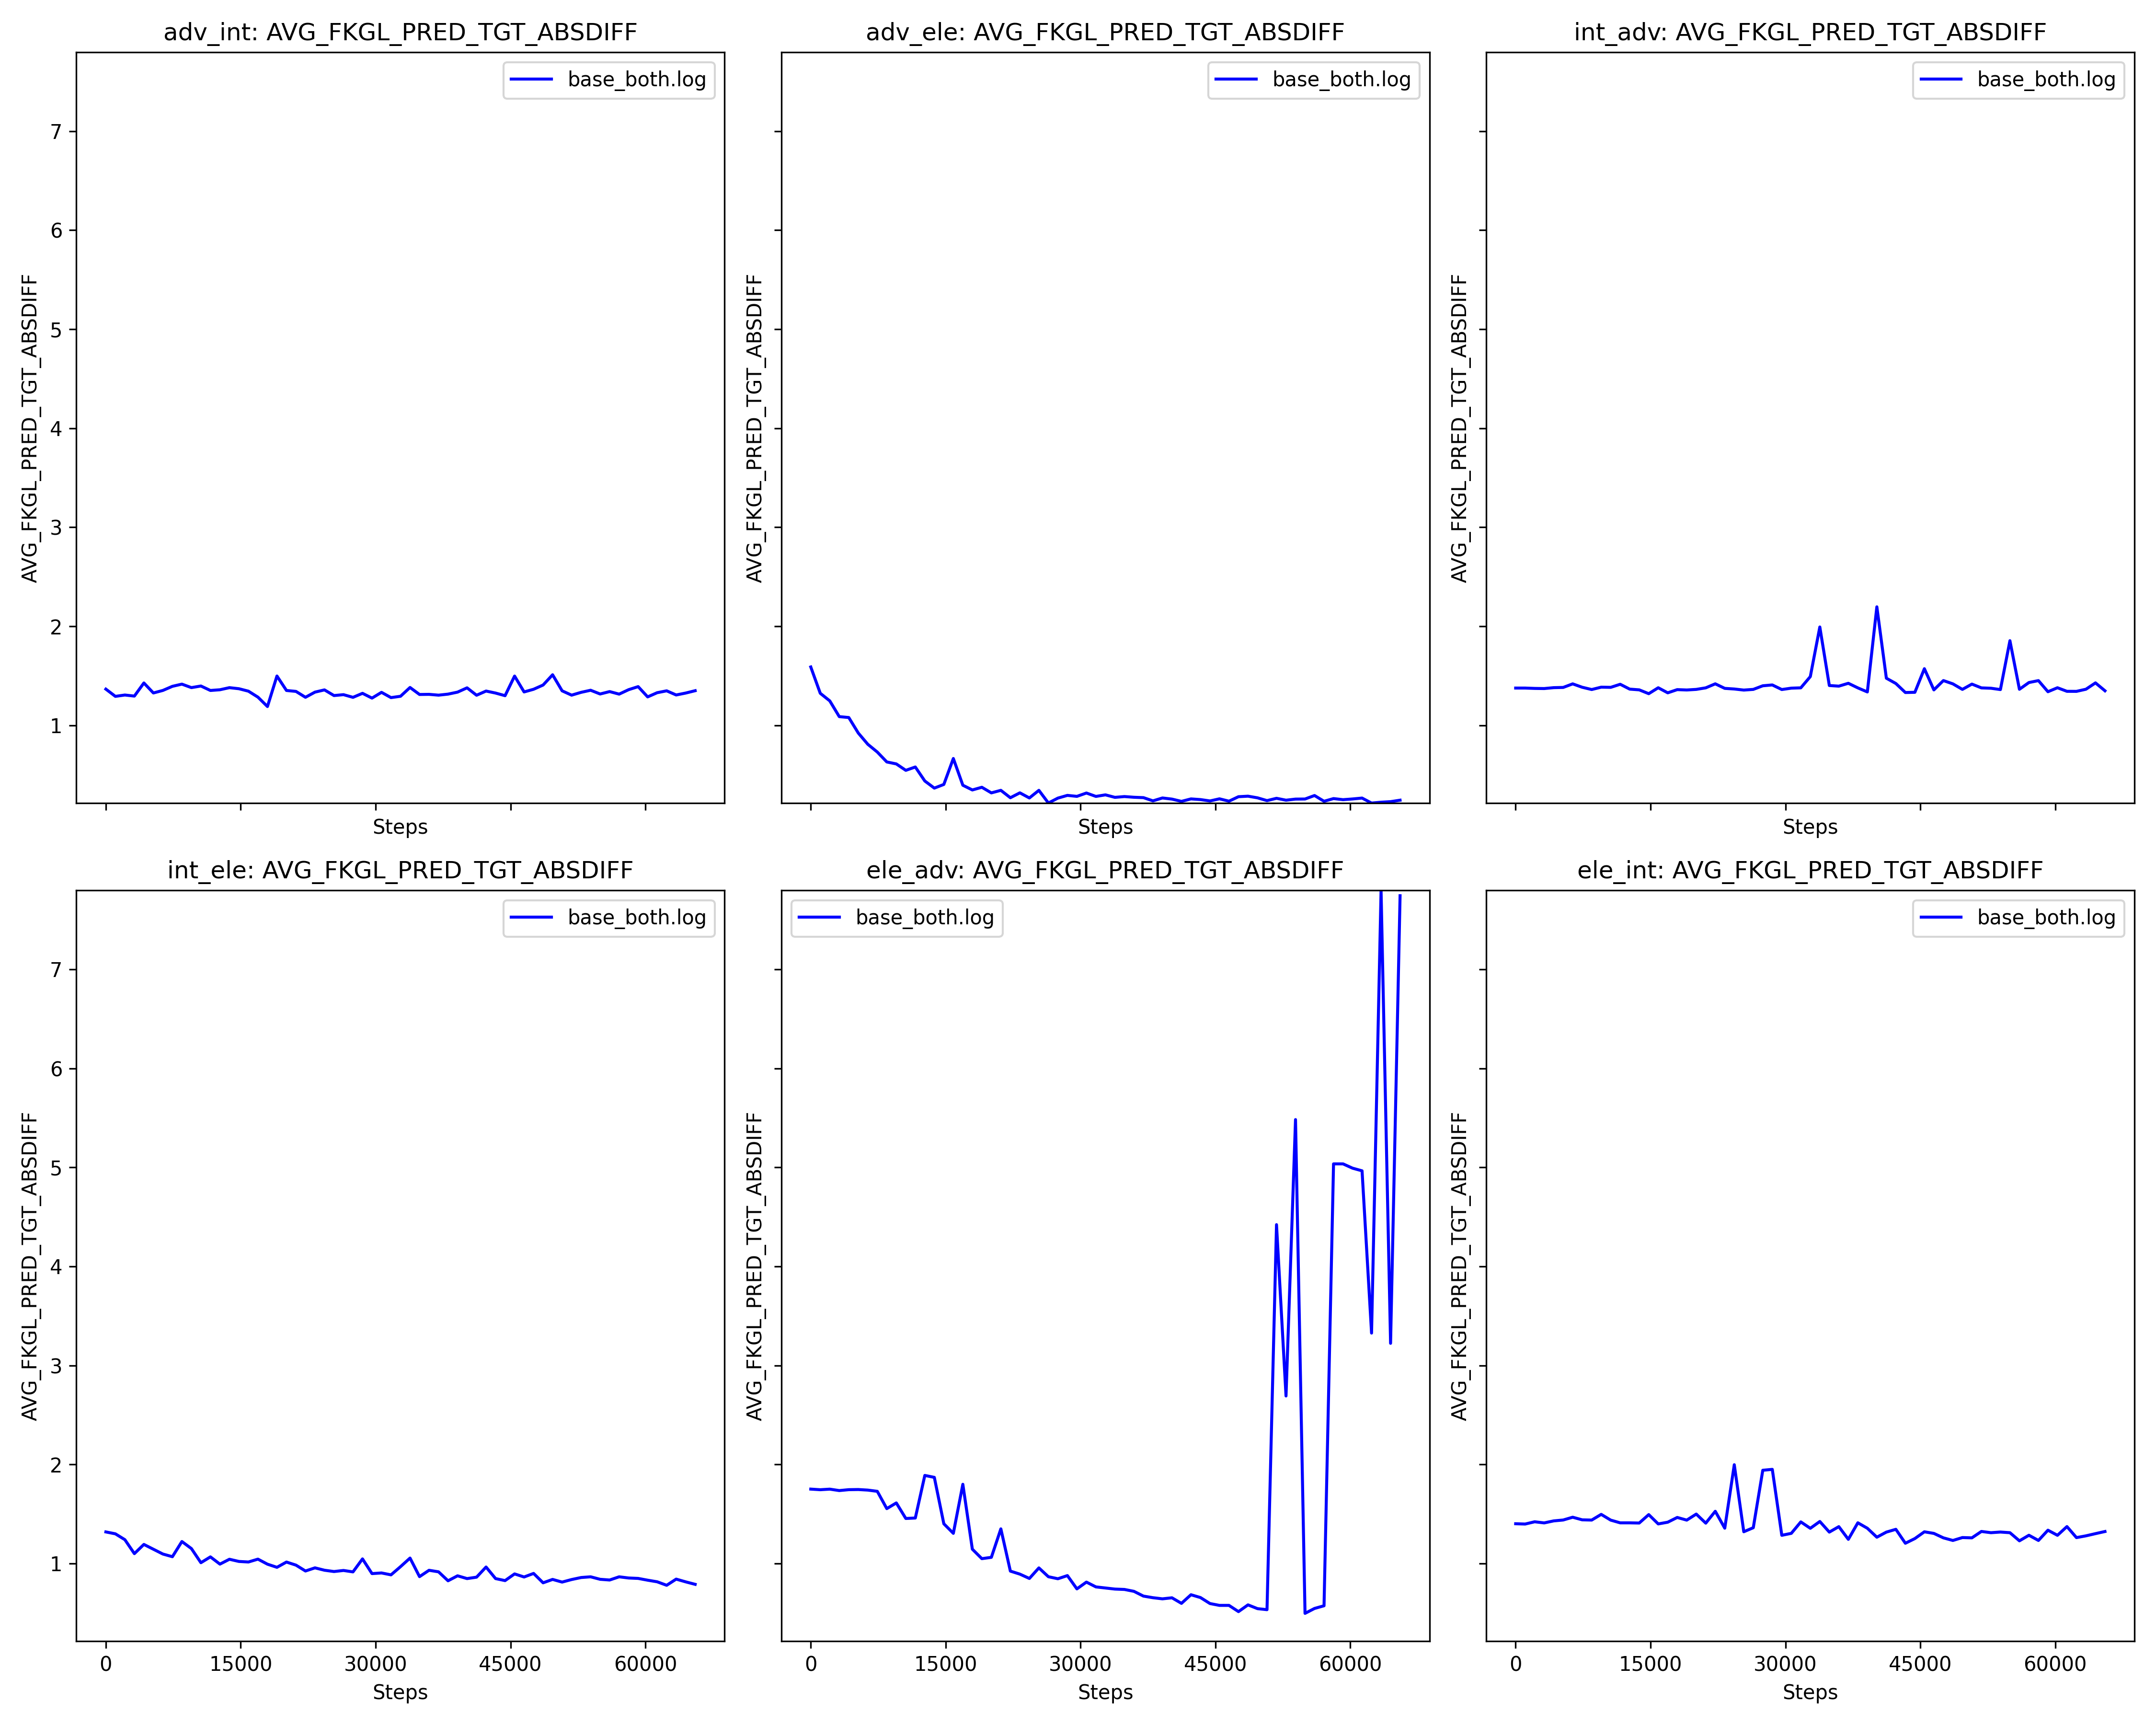 adv_int: AVG_FKGL_PRED_TGT_ABSDIFF
AVG_FKGL_PRED_TGT_ABSDIFF
base_both.log
7
6
5
4
3
2
1
Steps
adv_ele: AVG_FKGL_PRED_TGT_ABSDIFF
AVG_FKGL_PRED_TGT_ABSDIFF
base_both.log
Steps
int_adv: AVG_FKGL_PRED_TGT_ABSDIFF
AVG_FKGL_PRED_TGT_ABSDIFF
base_both.log
Steps
int_ele: AVG_FKGL_PRED_TGT_ABSDIFF
AVG_FKGL_PRED_TGT_ABSDIFF
base_both.log
7
6
5
4
3
2
1
0 15000 30000 45000 60000
Steps
ele_adv: AVG_FKGL_PRED_TGT_ABSDIFF
AVG_FKGL_PRED_TGT_ABSDIFF
base_both.log
0 15000 30000 45000 60000
Steps
ele_int: AVG_FKGL_PRED_TGT_ABSDIFF
AVG_FKGL_PRED_TGT_ABSDIFF
base_both.log
0 15000 30000 45000 60000
Steps